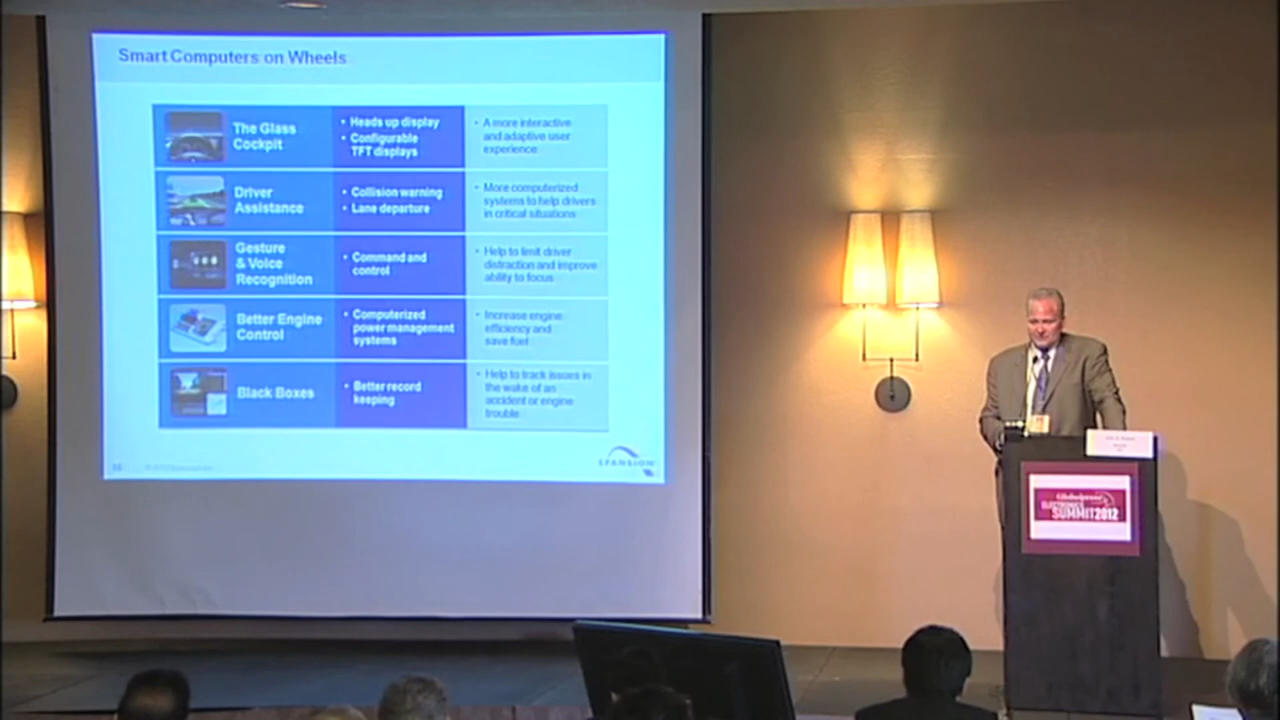 Smart Computers on Wheels
The Glass
Cockpit
• Heads up display
• Configurable
TFT displays
• A more interactive
and adaptive user
experience
Driver
Assistance
• Collision warning
• Lane departure
• More computerized
systems to help drivers
in critical situations
Gesture
& Voice
Recognition
• Command and
control
• Help to limit driver
distraction and improve
ability to focus
Better Engine
Control
• Computerized
power management
systems
• Increase engine
efficiency and
save fuel
Black Boxes
• Better record
keeping
• Help to track issues in
the wake of an
accident or engine
trouble
SPANSION
Globalpress
ELECTRONICS
SUMMIT2012